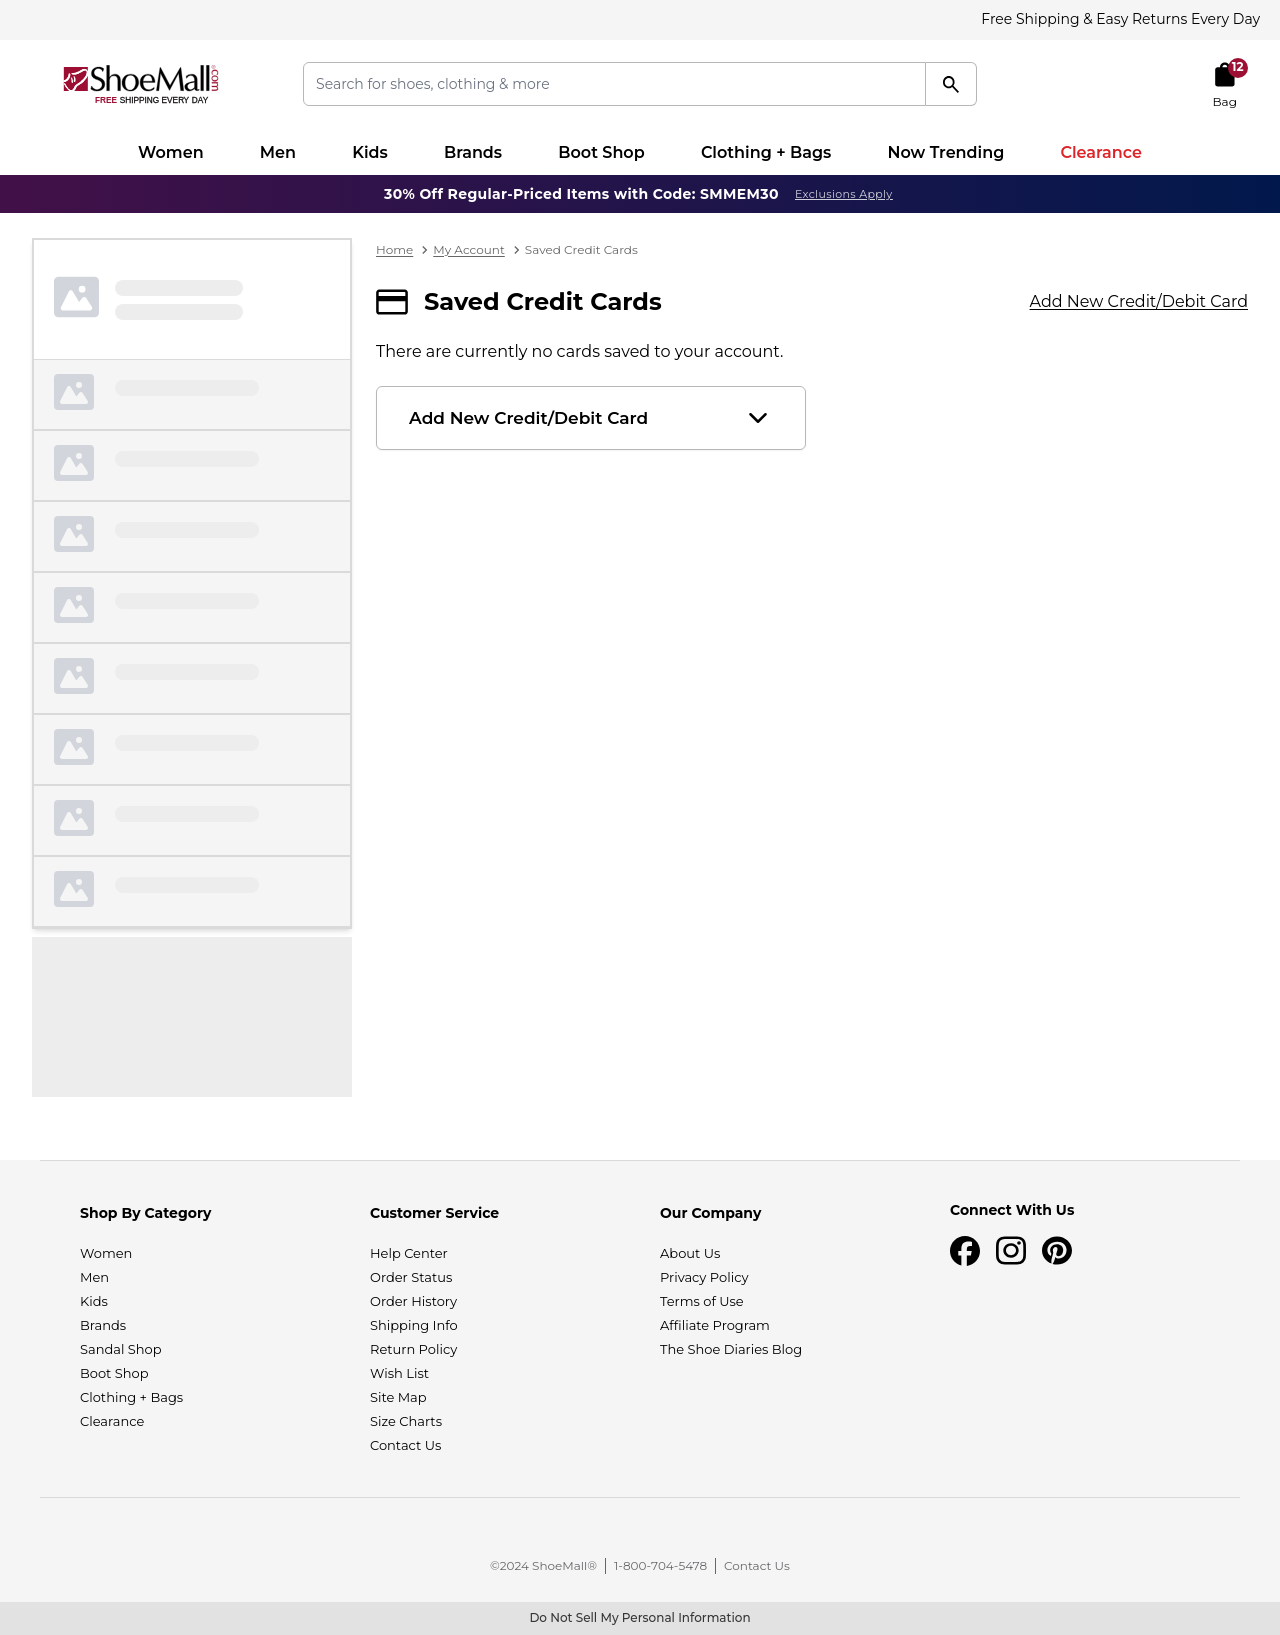 Free Shipping & Easy Returns Every Day
ShoeMall®.com
FREE SHIPPING EVERY DAY
Search for shoes, clothing & more
12
Bag
Women Men Kids Brands Boot Shop Clothing + Bags Now Trending Clearance
30% Off Regular-Priced Items with Code: SMMEM30 Exclusions Apply
Home > My Account > Saved Credit Cards
Saved Credit Cards
Add New Credit/Debit Card
There are currently no cards saved to your account.
Add New Credit/Debit Card
Shop By Category
Women
Men
Kids
Brands
Sandal Shop
Boot Shop
Clothing + Bags
Clearance
Customer Service
Help Center
Order Status
Order History
Shipping Info
Return Policy
Wish List
Site Map
Size Charts
Contact Us
Our Company
About Us
Privacy Policy
Terms of Use
Affiliate Program
The Shoe Diaries Blog
Connect With Us
©2024 ShoeMall® | 1-800-704-5478 | Contact Us
Do Not Sell My Personal Information